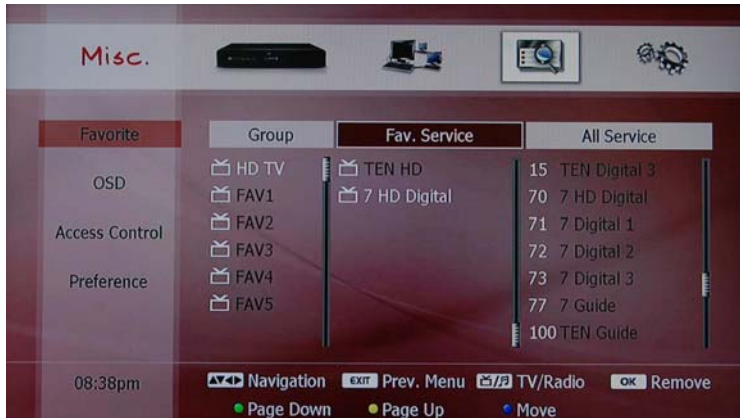 Misc.
Favorite
OSD
Access Control
Preference
08:38pm
Group
HD TV
FAV1
FAV2
FAV3
FAV4
FAV5
Fav. Service
TEN HD
7 HD Digital
All Service
15 TEN Digital 3
70 7 HD Digital
71 7 Digital 1
72 7 Digital 2
73 7 Digital 3
77 7 Guide
100 TEN Guide
Navigation EXIT Prev. Menu TV/Radio OK Remove
Page Down Page Up Move